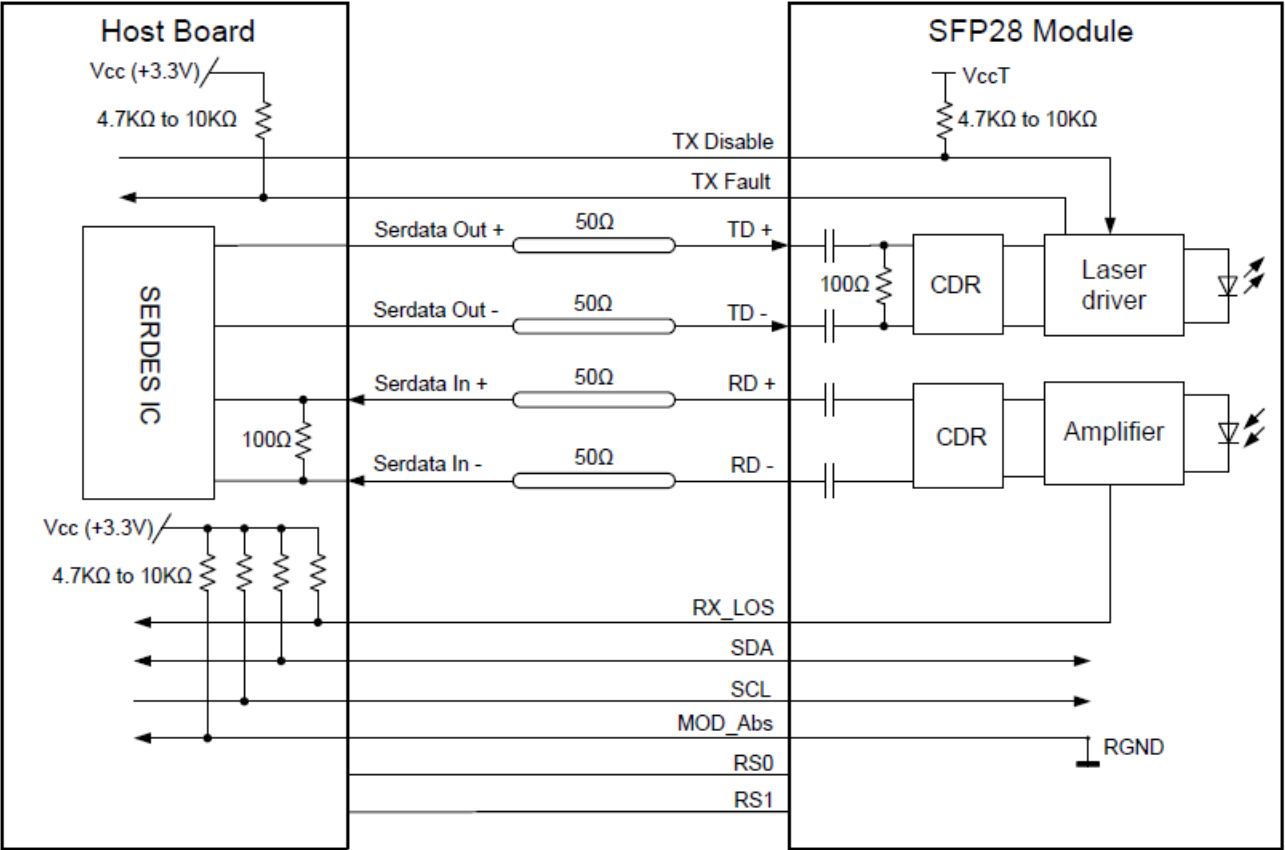 Host Board
SFP28 Module
Vcc (+3.3V)
VccT
4.7KΩ to 10KΩ
4.7KΩ to 10KΩ
TX Disable
TX Fault
Serdata Out +
50Ω
TD +
100Ω
CDR
Laser
driver
SERDES IC
Serdata Out -
50Ω
TD -
Serdata In +
50Ω
RD +
100Ω
CDR
Amplifier
Serdata In -
50Ω
RD -
Vcc (+3.3V)
4.7KΩ to 10KΩ
RX_LOS
SDA
SCL
MOD_Abs
RGND
RS0
RS1